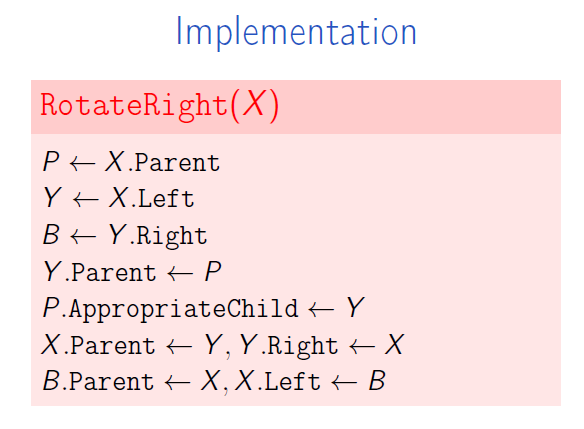 Implementation
RotateRight(X)
P ← X.Parent
Y ← X.Left
B ← Y.Right
Y.Parent ← P
P.AppropriateChild ← Y
X.Parent ← Y, Y.Right ← X
B.Parent ← X, X.Left ← B